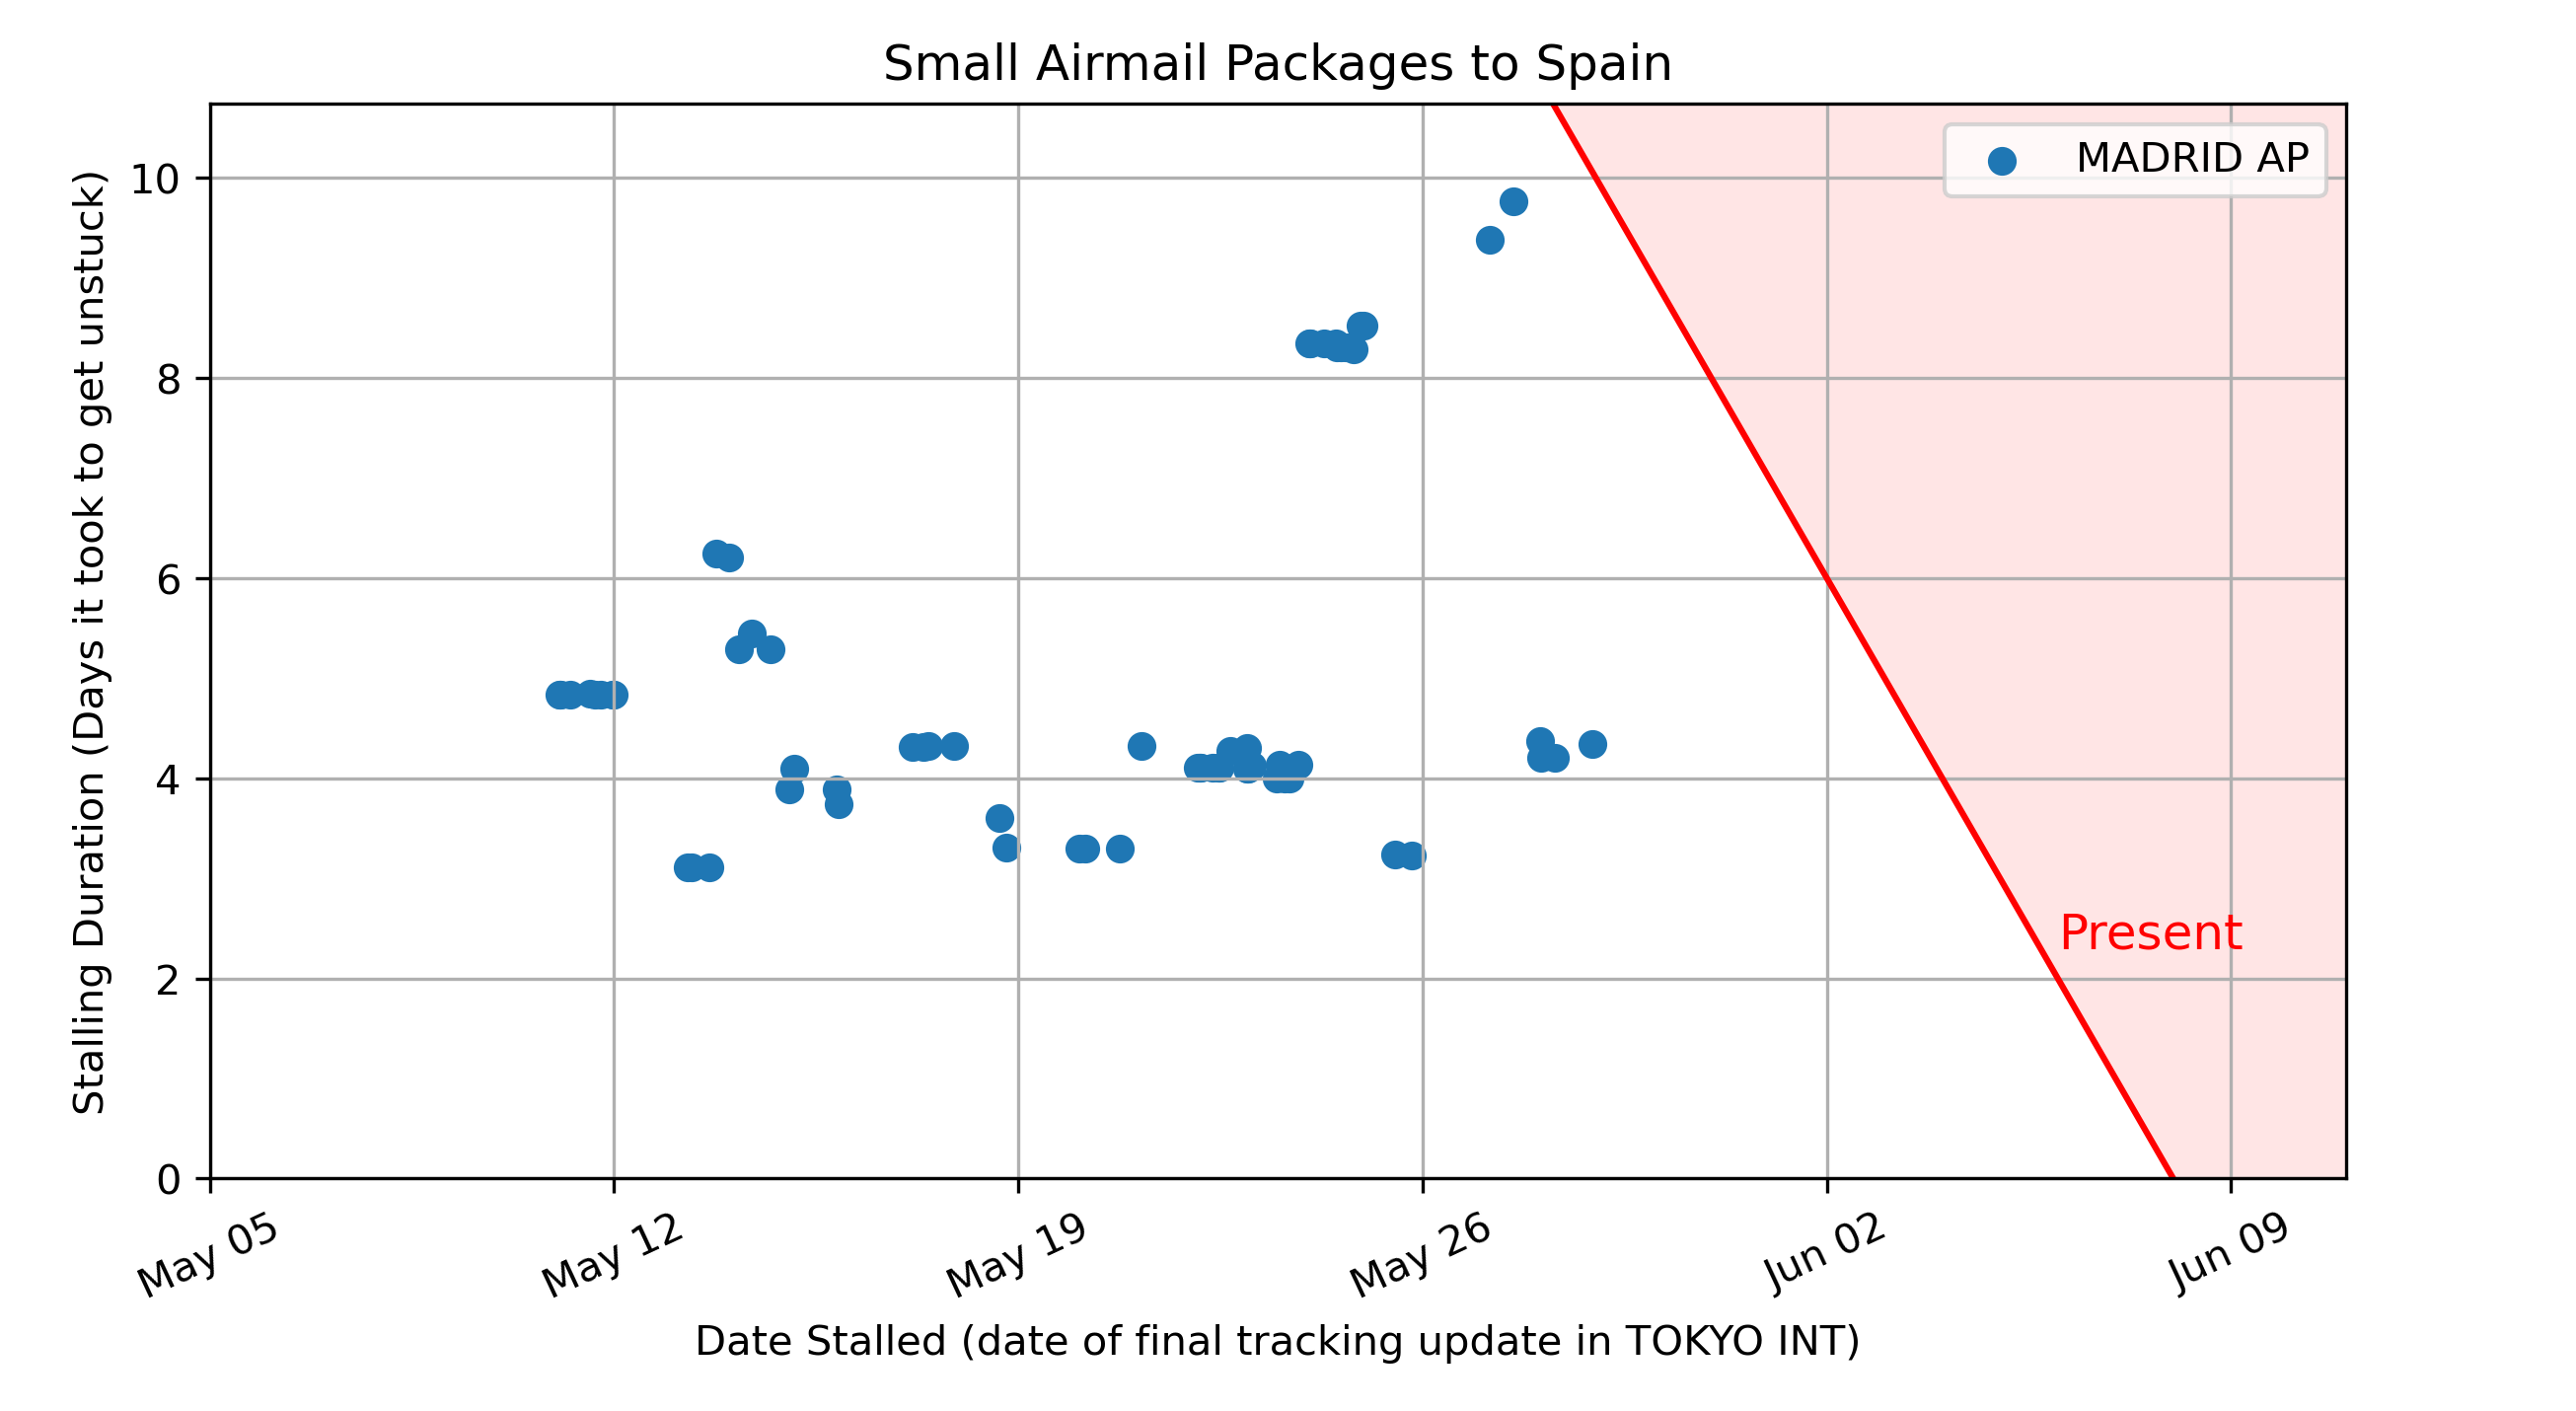 Small Airmail Packages to Spain
MADRID AP
Stalling Duration (Days it took to get unstuck)
10
8
6
4
2
0
Present
May 05
May 12
May 19
May 26
Jun 02
Jun 09
Date Stalled (date of final tracking update in TOKYO INT)